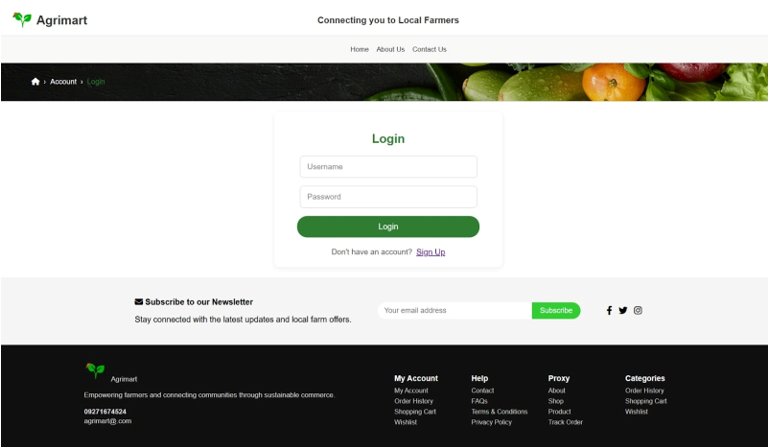 Agrimart
Connecting you to Local Farmers
Home About Us Contact Us
Account › Login
Login
Username
Password
Login
Don't have an account? Sign Up
Subscribe to our Newsletter
Stay connected with the latest updates and local farm offers.
Your email address
Subscribe
Agrimart
Empowering farmers and connecting communities through sustainable commerce.
09271674524
agrimart@.com
My Account
My Account
Order History
Shopping Cart
Wishlist
Help
Contact
FAQs
Terms & Conditions
Privacy Policy
Proxy
About
Shop
Product
Track Order
Categories
Order History
Shopping Cart
Wishlist